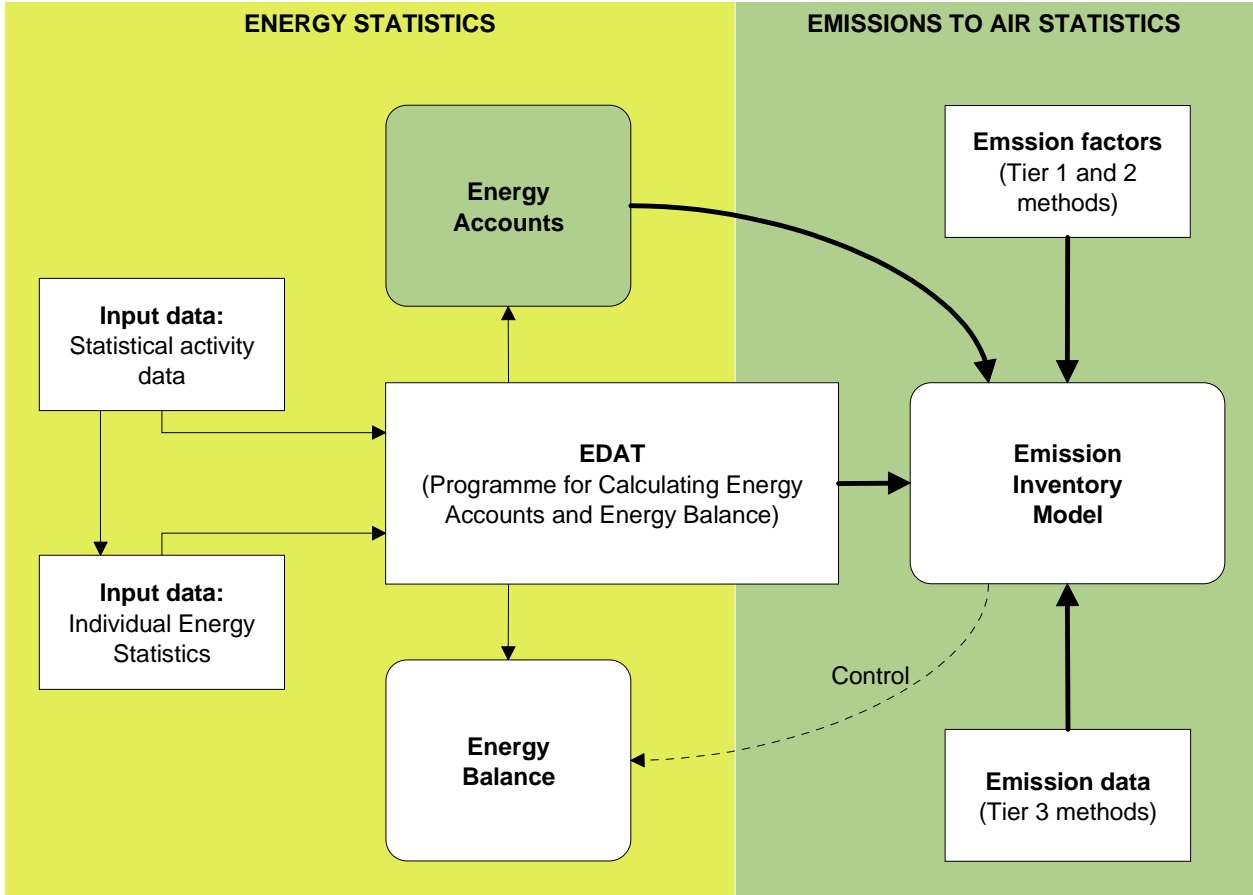 ENERGY STATISTICS
EMISSIONS TO AIR STATISTICS
Energy
Accounts
Emssion factors
(Tier 1 and 2
methods)
Input data:
Statistical activity
data
EDAT
(Programme for Calculating Energy
Accounts and Energy Balance)
Emission
Inventory
Model
Input data:
Individual Energy
Statistics
Control
Energy
Balance
Emission data
(Tier 3 methods)